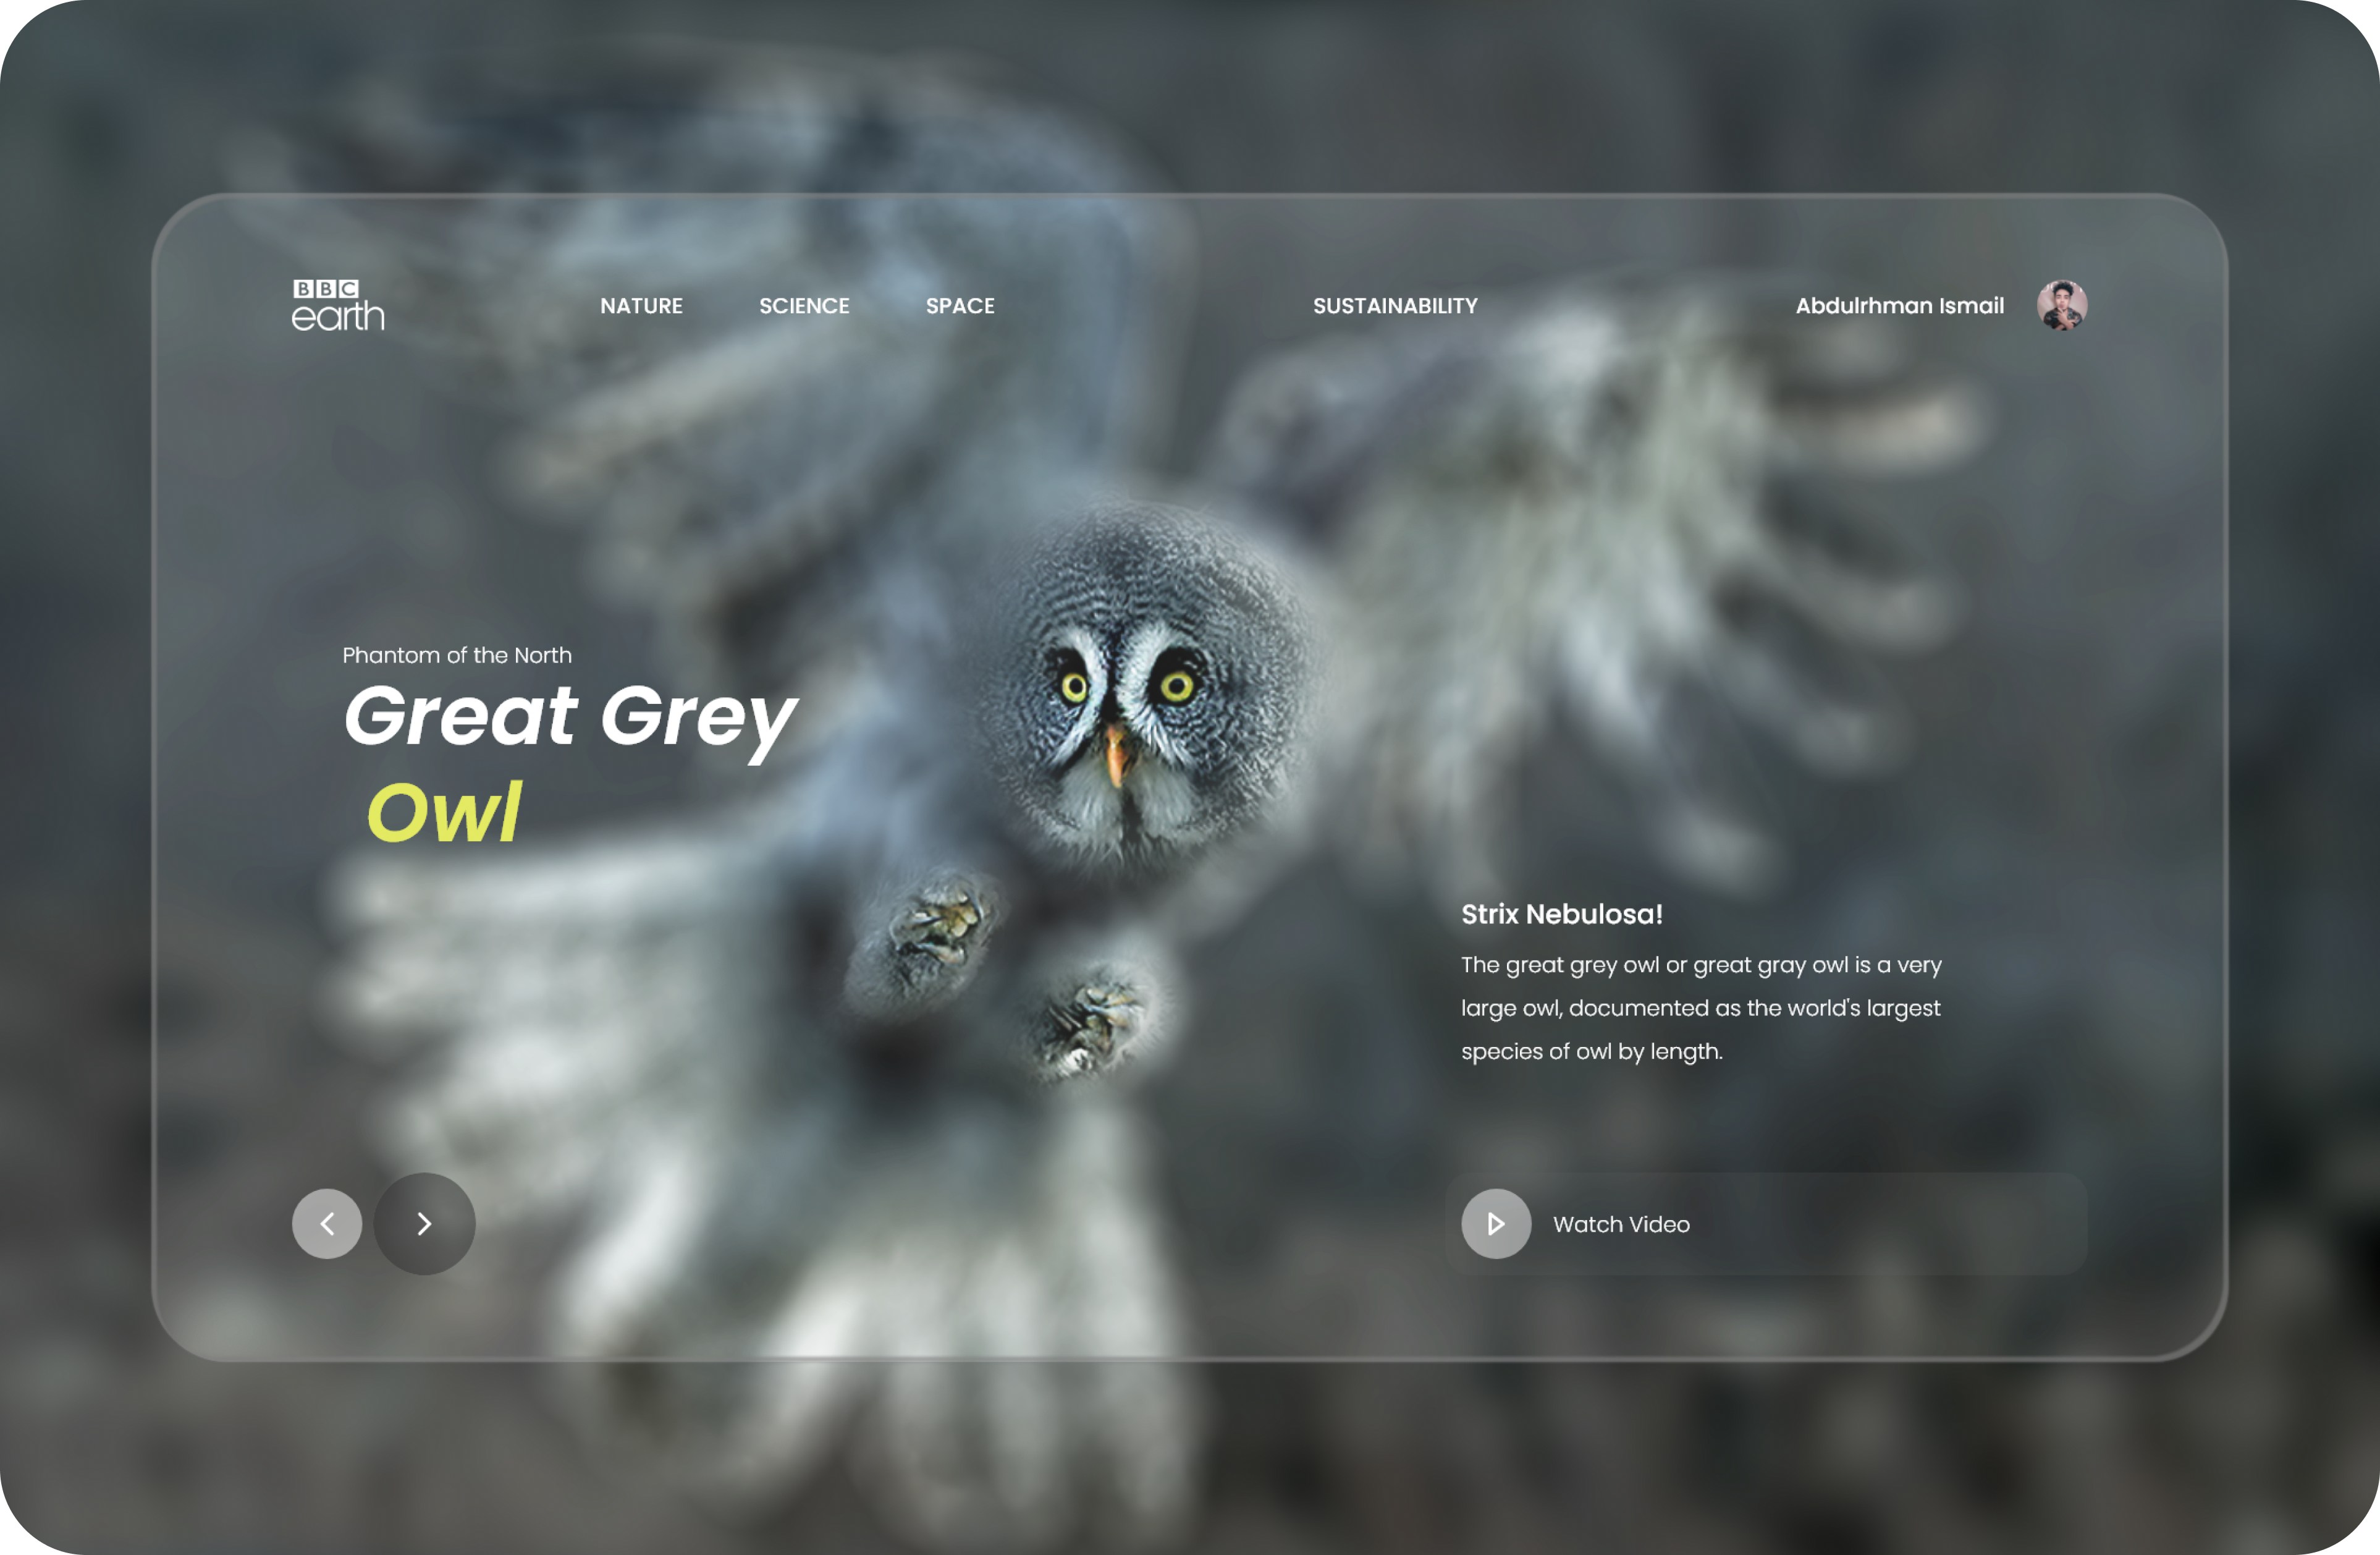 BBC
earth
NATURE
SCIENCE
SPACE
SUSTAINABILITY
Abdulrhman Ismail
Phantom of the North
Great Grey
Owl
Strix Nebulosa!
The great grey owl or great gray owl is a very
large owl, documented as the world's largest
species of owl by length.
Watch Video